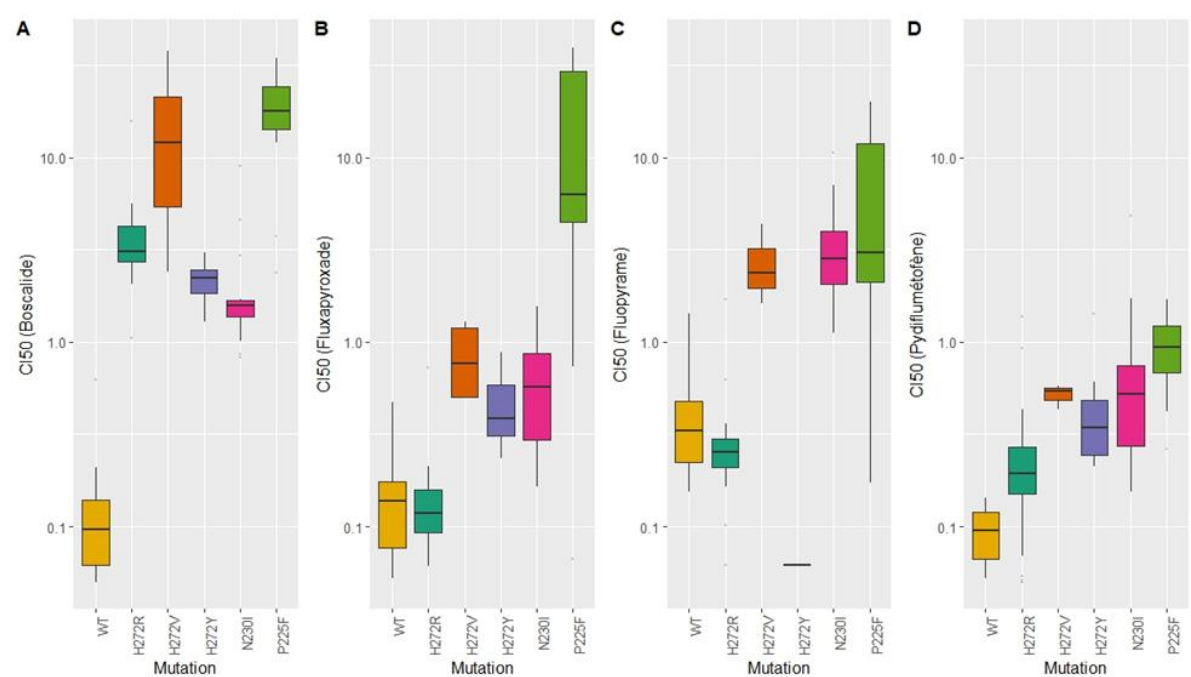 A
B
C
D
CI50 (Boscalide)
10.0
1.0
0.1
WT
H272R
H272V
H272Y
N230I
P225F
Mutation
CI50 (Fluxapyroxade)
10.0
1.0
0.1
WT
H272R
H272V
H272Y
N230I
P225F
Mutation
CI50 (Fluopyrame)
10.0
1.0
0.1
WT
H272R
H272V
H272Y
N230I
P225F
Mutation
CI50 (Pydiflumétofène)
10.0
1.0
0.1
WT
H272R
H272V
H272Y
N230I
P225F
Mutation